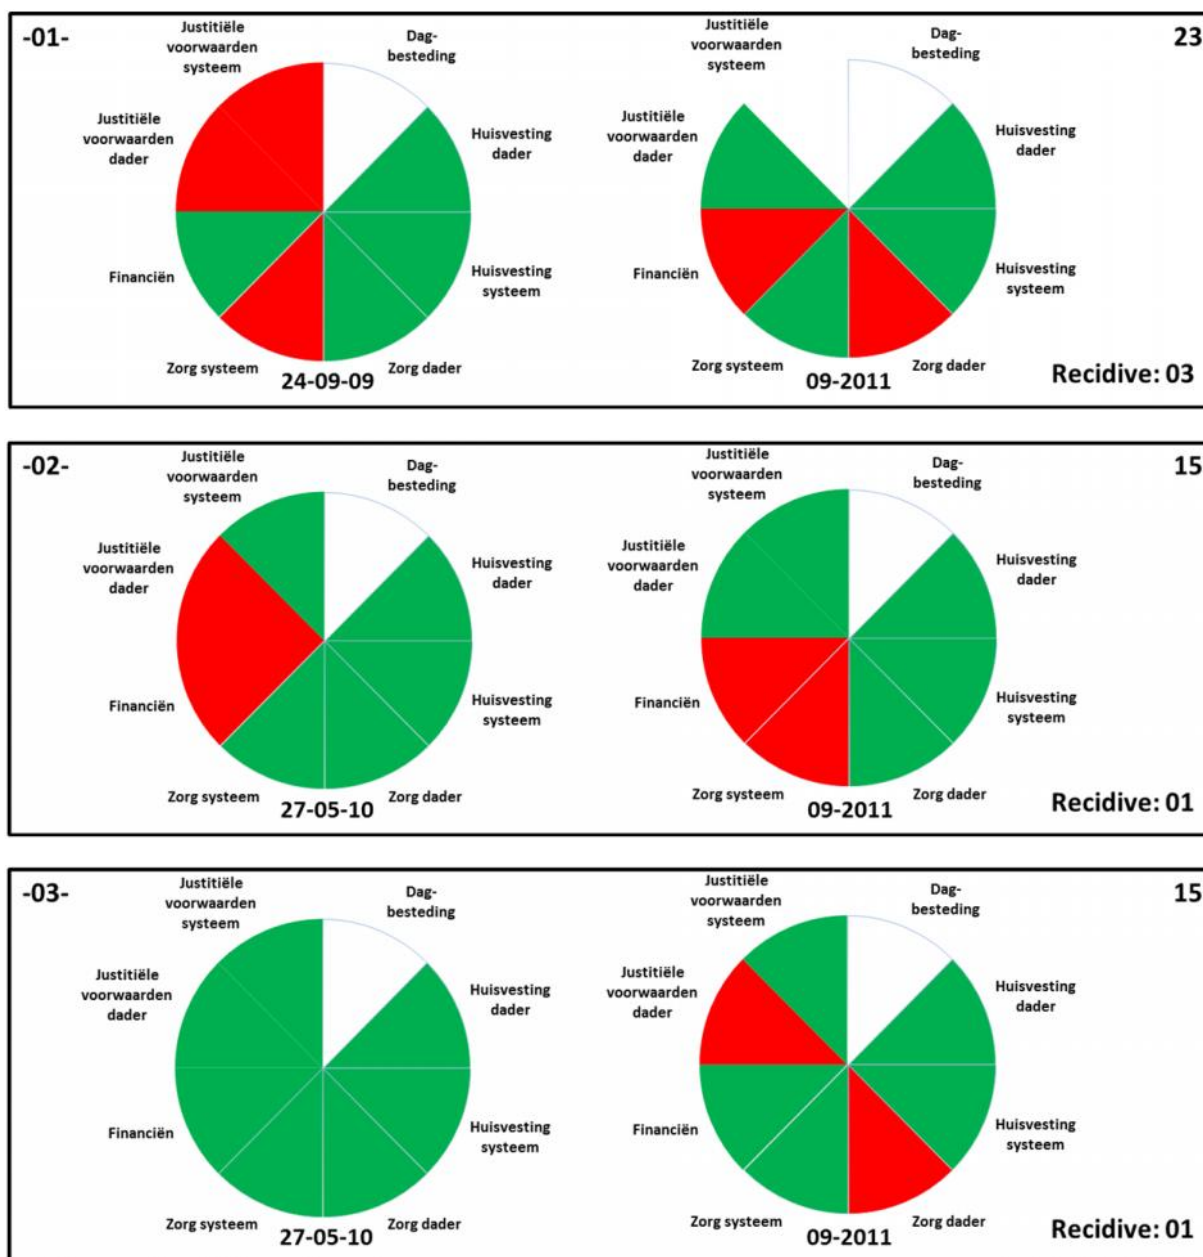 -01-
23
Justitiële
voorwaarden
systeem
Dag-
besteding
Justitiële
voorwaarden
dader
Huisvesting
dader
Financiën
Huisvesting
systeem
Zorg systeem
Zorg dader
24-09-09
Justitiële
voorwaarden
systeem
Dag-
besteding
Justitiële
voorwaarden
dader
Huisvesting
dader
Financiën
Huisvesting
systeem
Zorg systeem
Zorg dader
09-2011
Recidive: 03
-02-
15
Justitiële
voorwaarden
systeem
Dag-
besteding
Justitiële
voorwaarden
dader
Huisvesting
dader
Financiën
Huisvesting
systeem
Zorg systeem
Zorg dader
27-05-10
Justitiële
voorwaarden
systeem
Dag-
besteding
Justitiële
voorwaarden
dader
Huisvesting
dader
Financiën
Huisvesting
systeem
Zorg systeem
Zorg dader
09-2011
Recidive: 01
-03-
15
Justitiële
voorwaarden
systeem
Dag-
besteding
Justitiële
voorwaarden
dader
Huisvesting
dader
Financiën
Huisvesting
systeem
Zorg systeem
Zorg dader
27-05-10
Justitiële
voorwaarden
systeem
Dag-
besteding
Justitiële
voorwaarden
dader
Huisvesting
dader
Financiën
Huisvesting
systeem
Zorg systeem
Zorg dader
09-2011
Recidive: 01